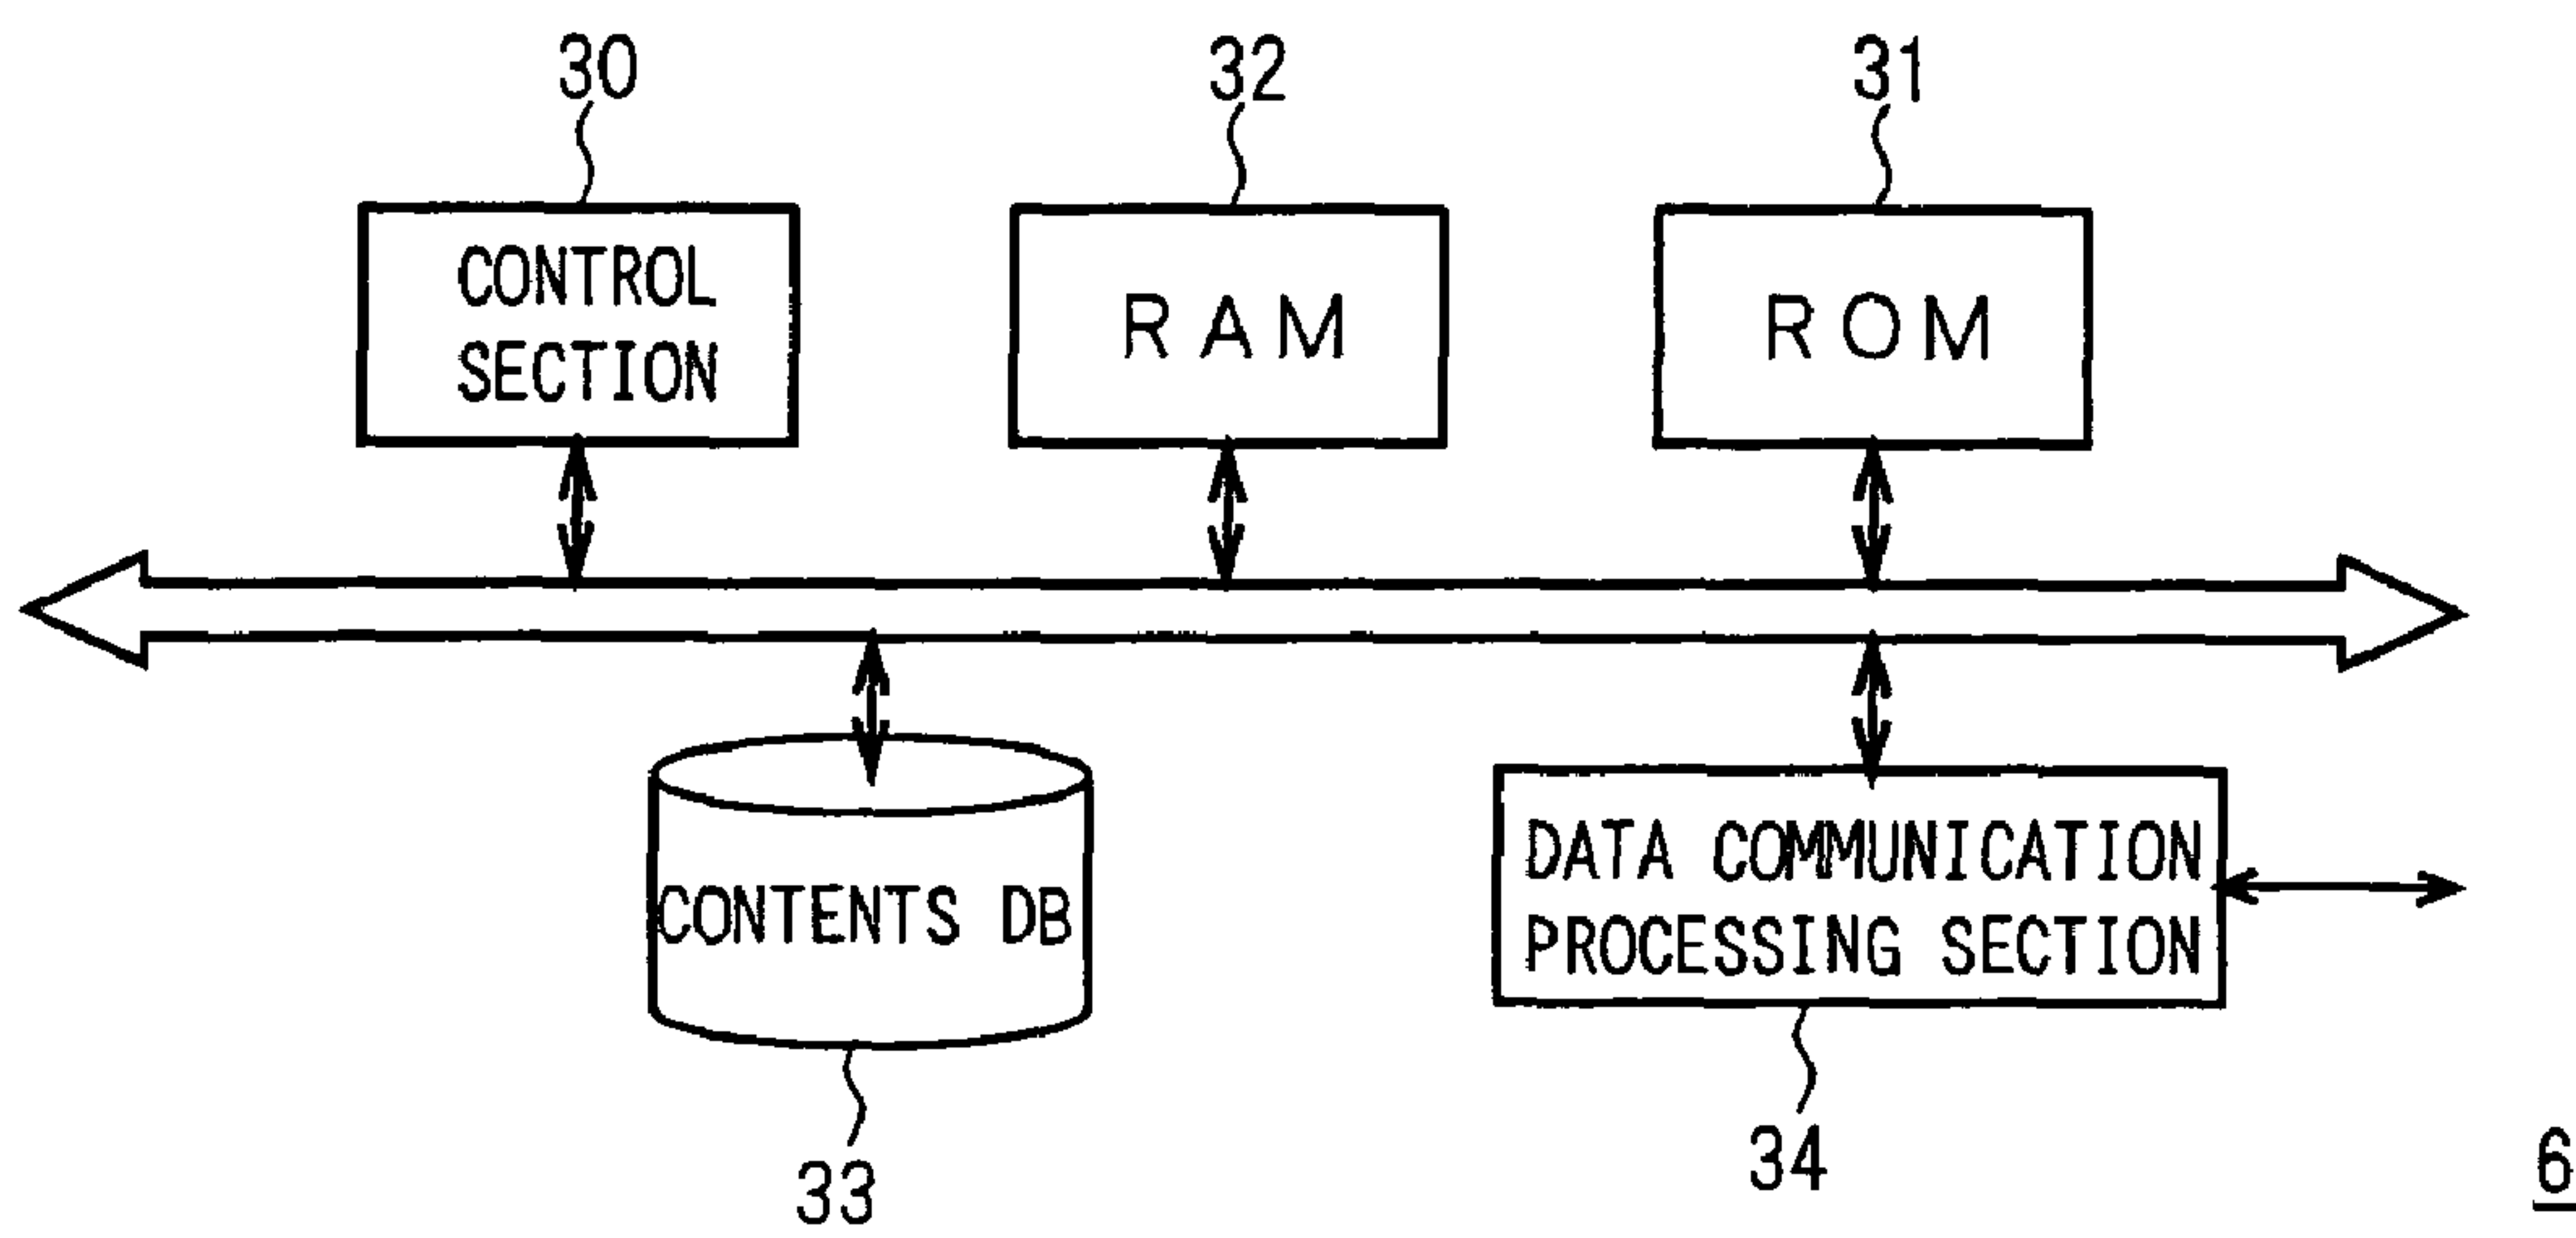 30
32
31
CONTROL
SECTION
RAM
ROM
CONTENTS DB
DATA COMMUNICATION
PROCESSING SECTION
33
34
6